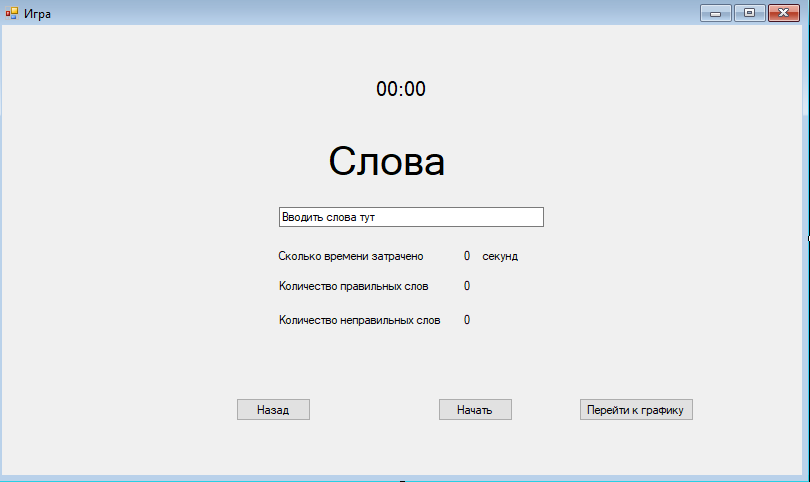 Игра
00:00
Слова
Вводить слова тут
Сколько времени затрачено 0 секунд
Количество правильных слов 0
Количество неправильных слов 0
Назад Начать Перейти к графику